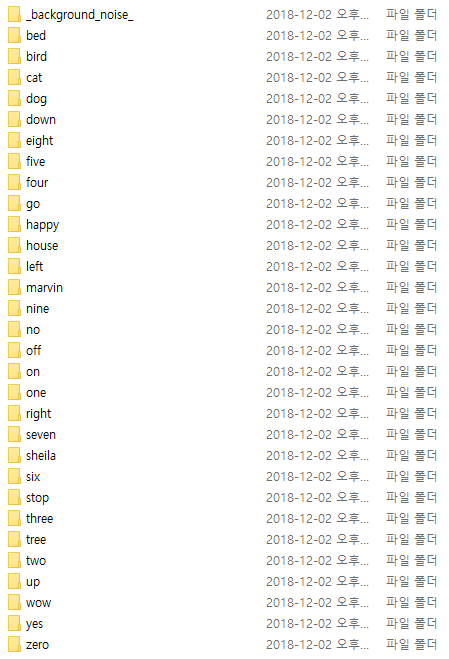 _background_noise_ 2018-12-02 오후... 파일 폴더
bed 2018-12-02 오후... 파일 폴더
bird 2018-12-02 오후... 파일 폴더
cat 2018-12-02 오후... 파일 폴더
dog 2018-12-02 오후... 파일 폴더
down 2018-12-02 오후... 파일 폴더
eight 2018-12-02 오후... 파일 폴더
five 2018-12-02 오후... 파일 폴더
four 2018-12-02 오후... 파일 폴더
go 2018-12-02 오후... 파일 폴더
happy 2018-12-02 오후... 파일 폴더
house 2018-12-02 오후... 파일 폴더
left 2018-12-02 오후... 파일 폴더
marvin 2018-12-02 오후... 파일 폴더
nine 2018-12-02 오후... 파일 폴더
no 2018-12-02 오후... 파일 폴더
off 2018-12-02 오후... 파일 폴더
on 2018-12-02 오후... 파일 폴더
one 2018-12-02 오후... 파일 폴더
right 2018-12-02 오후... 파일 폴더
seven 2018-12-02 오후... 파일 폴더
sheila 2018-12-02 오후... 파일 폴더
six 2018-12-02 오후... 파일 폴더
stop 2018-12-02 오후... 파일 폴더
three 2018-12-02 오후... 파일 폴더
tree 2018-12-02 오후... 파일 폴더
two 2018-12-02 오후... 파일 폴더
up 2018-12-02 오후... 파일 폴더
wow 2018-12-02 오후... 파일 폴더
yes 2018-12-02 오후... 파일 폴더
zero 2018-12-02 오후... 파일 폴더